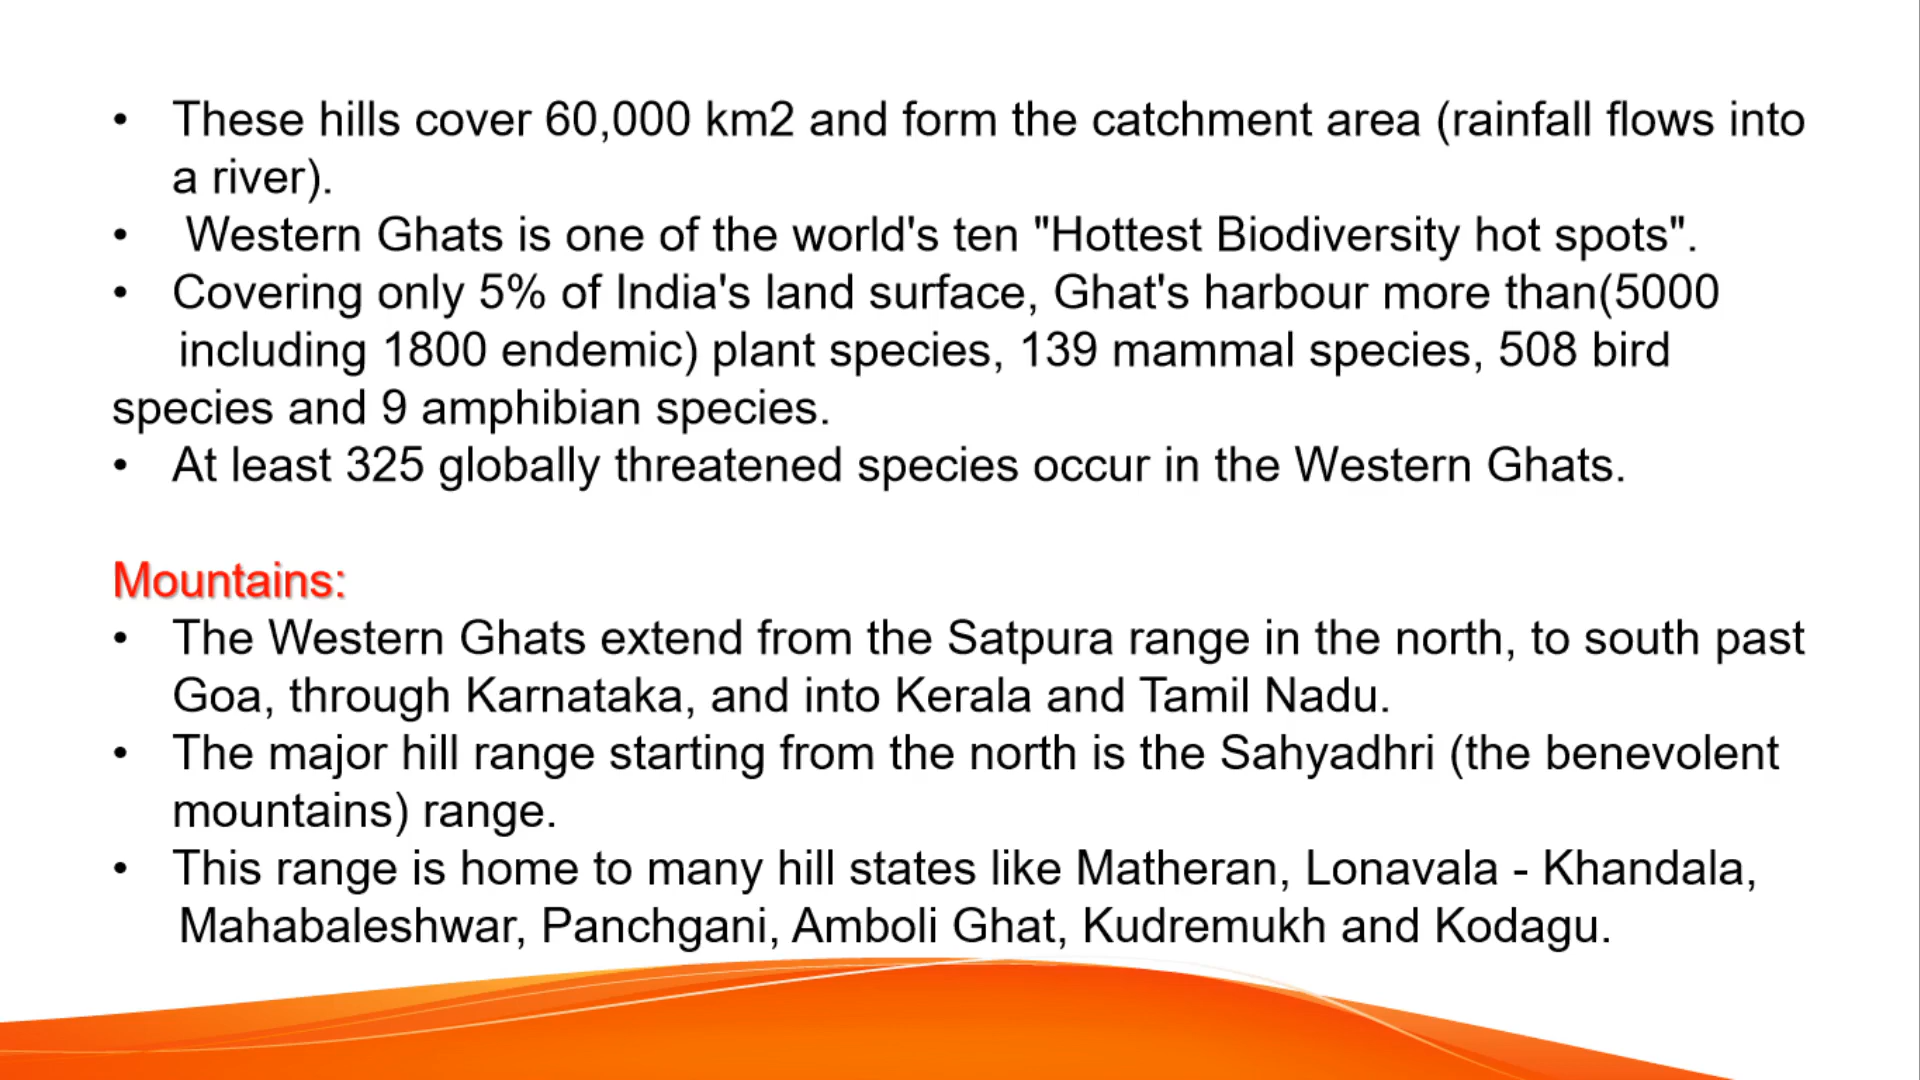 • These hills cover 60,000 km2 and form the catchment area (rainfall flows into
a river).
• Western Ghats is one of the world's ten "Hottest Biodiversity hot spots".
• Covering only 5% of India's land surface, Ghat's harbour more than(5000
including 1800 endemic) plant species, 139 mammal species, 508 bird
species and 9 amphibian species.
• At least 325 globally threatened species occur in the Western Ghats.
Mountains:
• The Western Ghats extend from the Satpura range in the north, to south past
Goa, through Karnataka, and into Kerala and Tamil Nadu.
• The major hill range starting from the north is the Sahyadhri (the benevolent
mountains) range.
• This range is home to many hill states like Matheran, Lonavala - Khandala,
Mahabaleshwar, Panchgani, Amboli Ghat, Kudremukh and Kodagu.